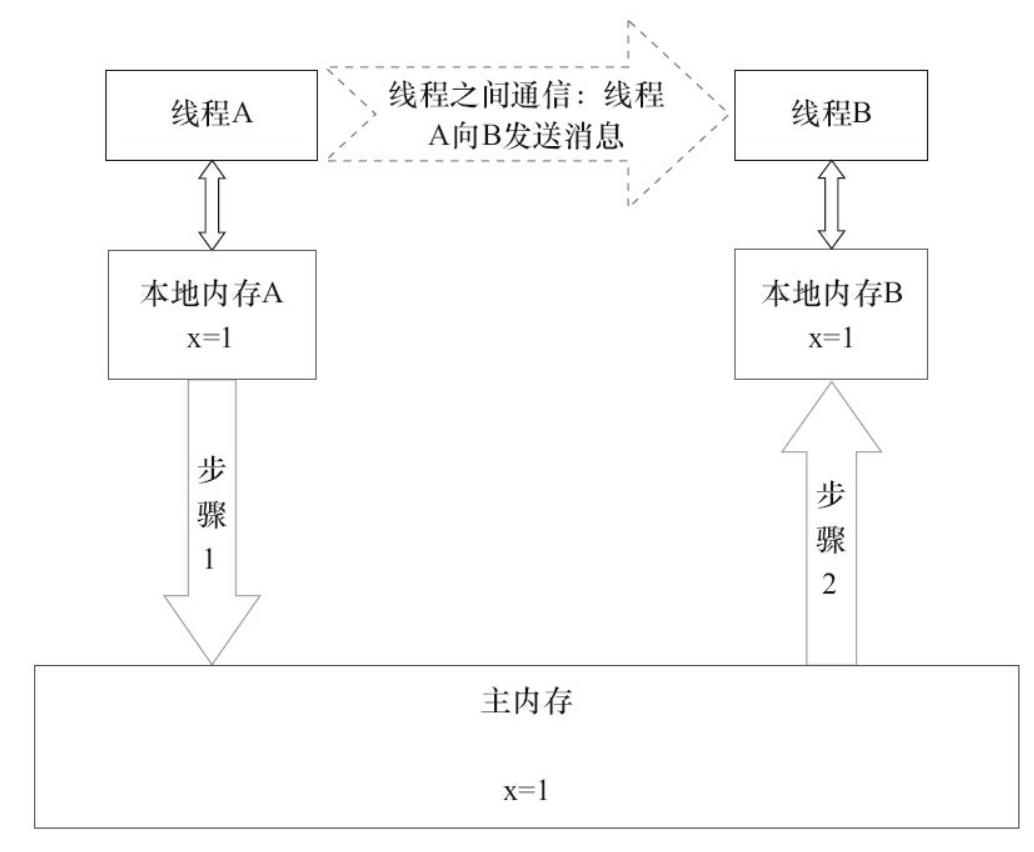 线程A
线程之间通信：线程
A向B发送消息
线程B
本地内存A
x=1
本地内存B
x=1
步
骤
1
步
骤
2
主内存
x=1